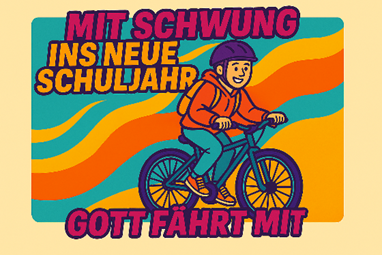 MIT SCHWUNG
INS NEUE
SCHULJAHR
GOTT FÄHRT MIT